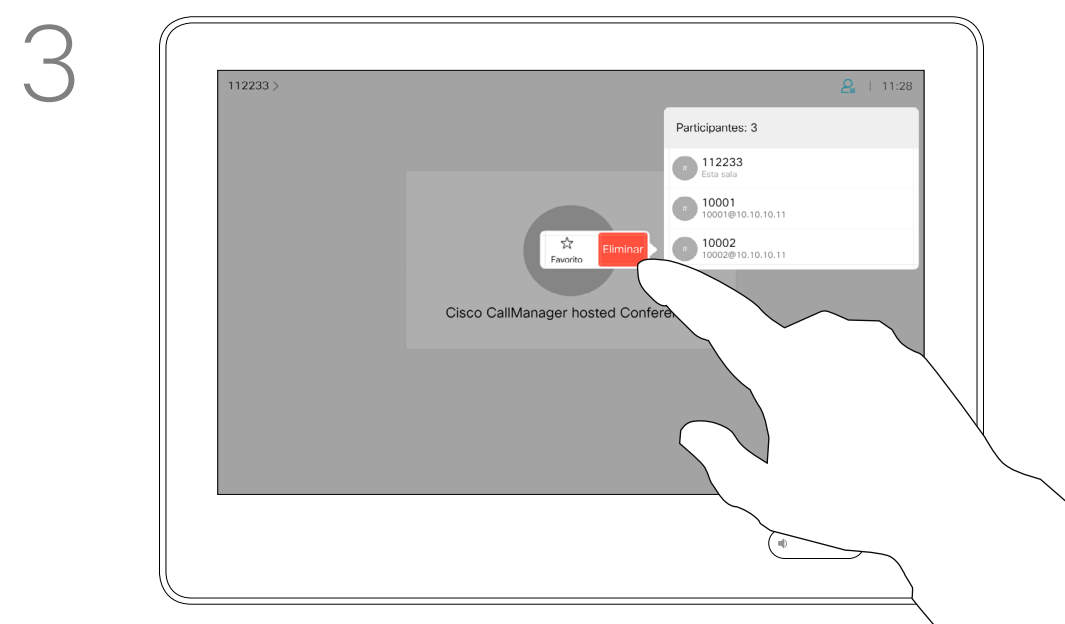 3
112233 >
11:28
Participantes: 3
# 112233
Esta sala
# 10001
10001@10.10.10.11
# 10002
10002@10.10.10.11
Favorito
Eliminar
Cisco CallManager hosted